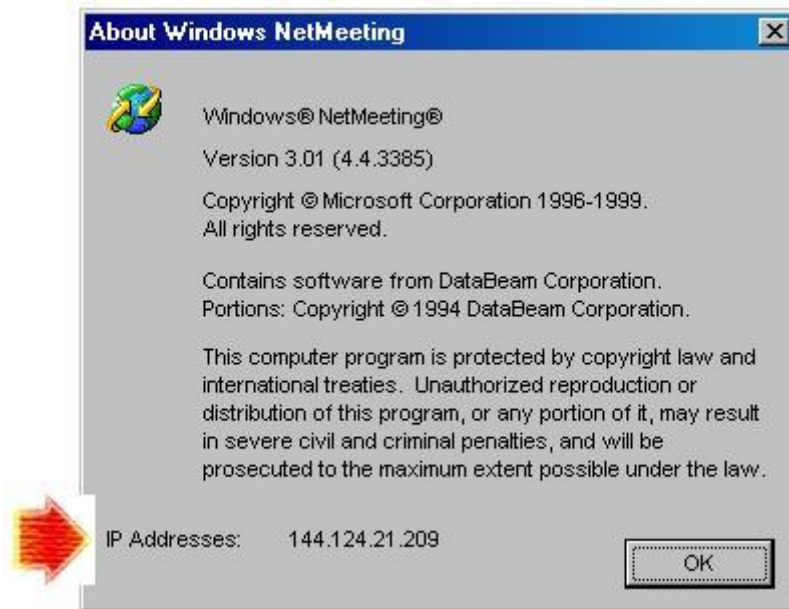 About Windows NetMeeting
Windows® NetMeeting®
Version 3.01 (4.4.3385)
Copyright © Microsoft Corporation 1996-1999.
All rights reserved.
Contains software from DataBeam Corporation.
Portions: Copyright © 1994 DataBeam Corporation.
This computer program is protected by copyright law and
international treaties. Unauthorized reproduction or
distribution of this program, or any portion of it, may result
in severe civil and criminal penalties, and will be
prosecuted to the maximum extent possible under the law.
IP Addresses: 144.124.21.209
OK